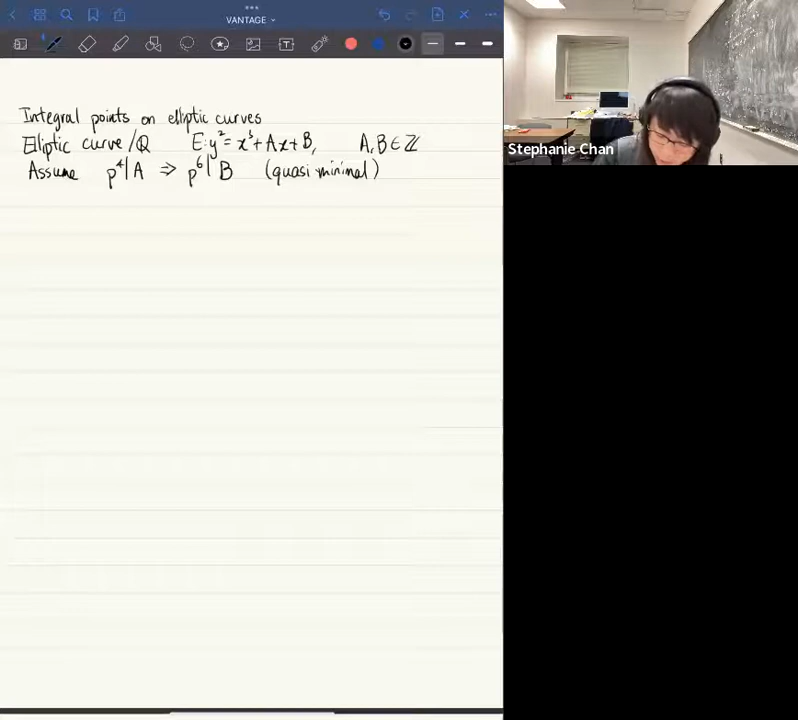 VANTAGE
Integral points on elliptic curves
Elliptic curve/ℚ E: y² = x³ + Ax + B, A, B ∈ ℤ
Assume p⁴ | A ⇒ p⁶ | B (quasi minimal)
Stephanie Chan